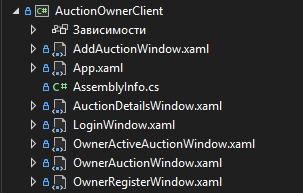 AuctionOwnerClient
Зависимости
AddAuctionWindow.xaml
App.xaml
C# AssemblyInfo.cs
AuctionDetailsWindow.xaml
LoginWindow.xaml
OwnerActiveAuctionWindow.xaml
OwnerAuctionWindow.xaml
OwnerRegisterWindow.xaml